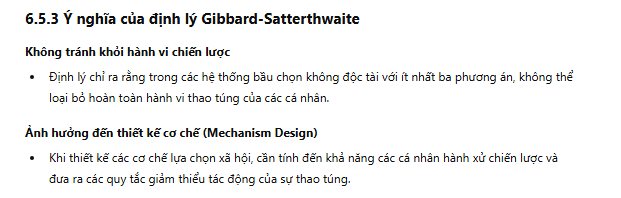 6.5.3 Ý nghĩa của định lý Gibbard-Satterthwaite
Không tránh khỏi hành vi chiến lược
• Định lý chỉ ra rằng trong các hệ thống bầu chọn không độc tài với ít nhất ba phương án, không thể
loại bỏ hoàn toàn hành vi thao túng của các cá nhân.
Ảnh hưởng đến thiết kế cơ chế (Mechanism Design)
• Khi thiết kế các cơ chế lựa chọn xã hội, cần tính đến khả năng các cá nhân hành xử chiến lược và
đưa ra các quy tắc giảm thiểu tác động của sự thao túng.